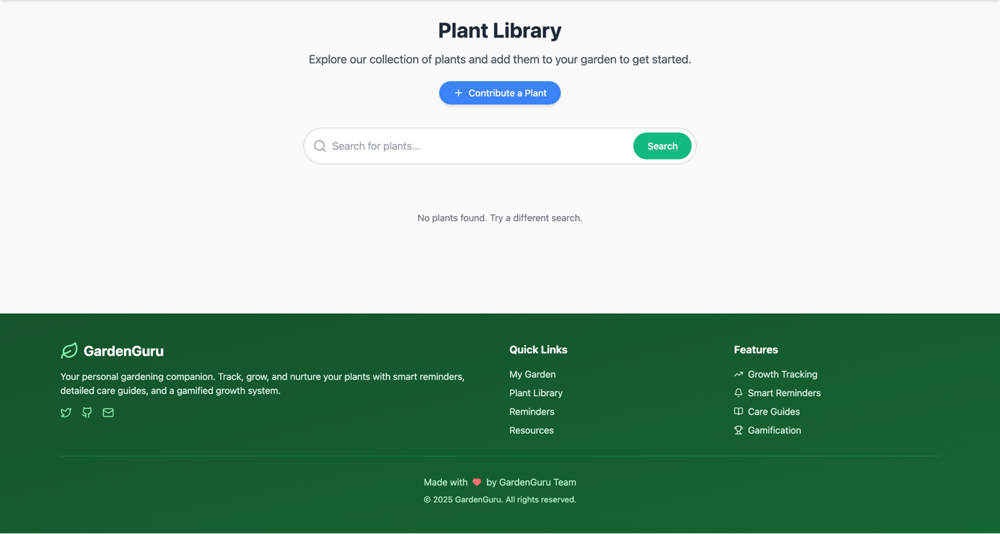 Plant Library
Explore our collection of plants and add them to your garden to get started.
Contribute a Plant
Search for plants...
Search
No plants found. Try a different search.
GardenGuru
Your personal gardening companion. Track, grow, and nurture your plants with smart reminders,
detailed care guides, and a gamified growth system.
Quick Links
My Garden
Plant Library
Reminders
Resources
Features
Growth Tracking
Smart Reminders
Care Guides
Gamification
Made with ❤ by GardenGuru Team
© 2025 GardenGuru. All rights reserved.